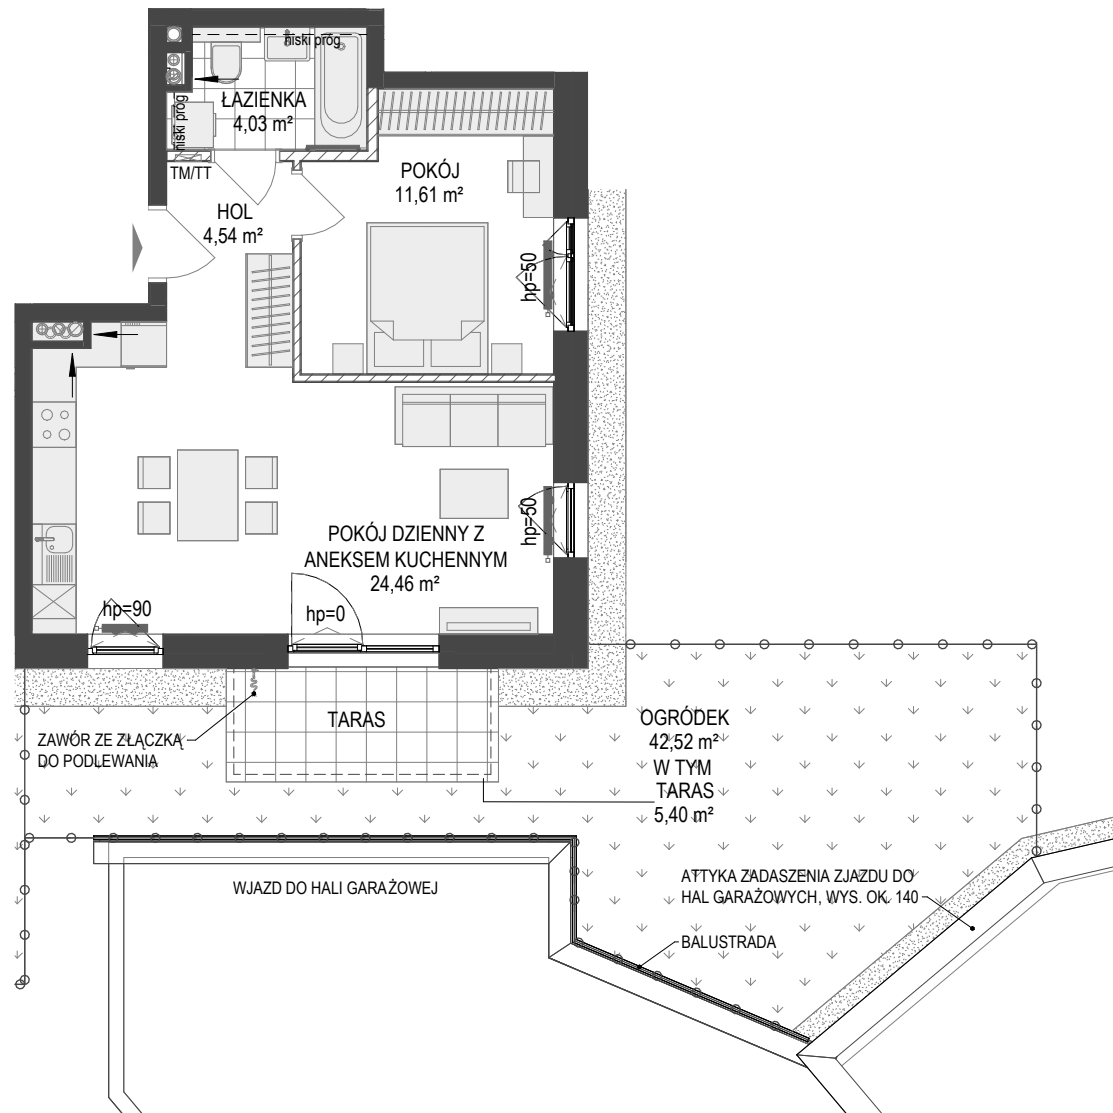 niski próg
ŁAZIENKA
4,03 m²
niski próg
TM/TT
POKÓJ
11,61 m²
HOL
4,54 m²
hp=50
POKÓJ DZIENNY Z
ANEKSEM KUCHENNYM
24,46 m²
hp=50
hp=90
hp=0
TARAS
ZAWÓR ZE ZŁĄCZKĄ
DO PODLEWANIA
OGRÓDEK
42,52 m²
W TYM
TARAS
5,40 m²
WJAZD DO HALI GARAŻOWEJ
ATTYKA ZADASZENIA ZJAZDU DO
HAL GARAŻOWYCH, WYS. OK. 140
BALUSTRADA